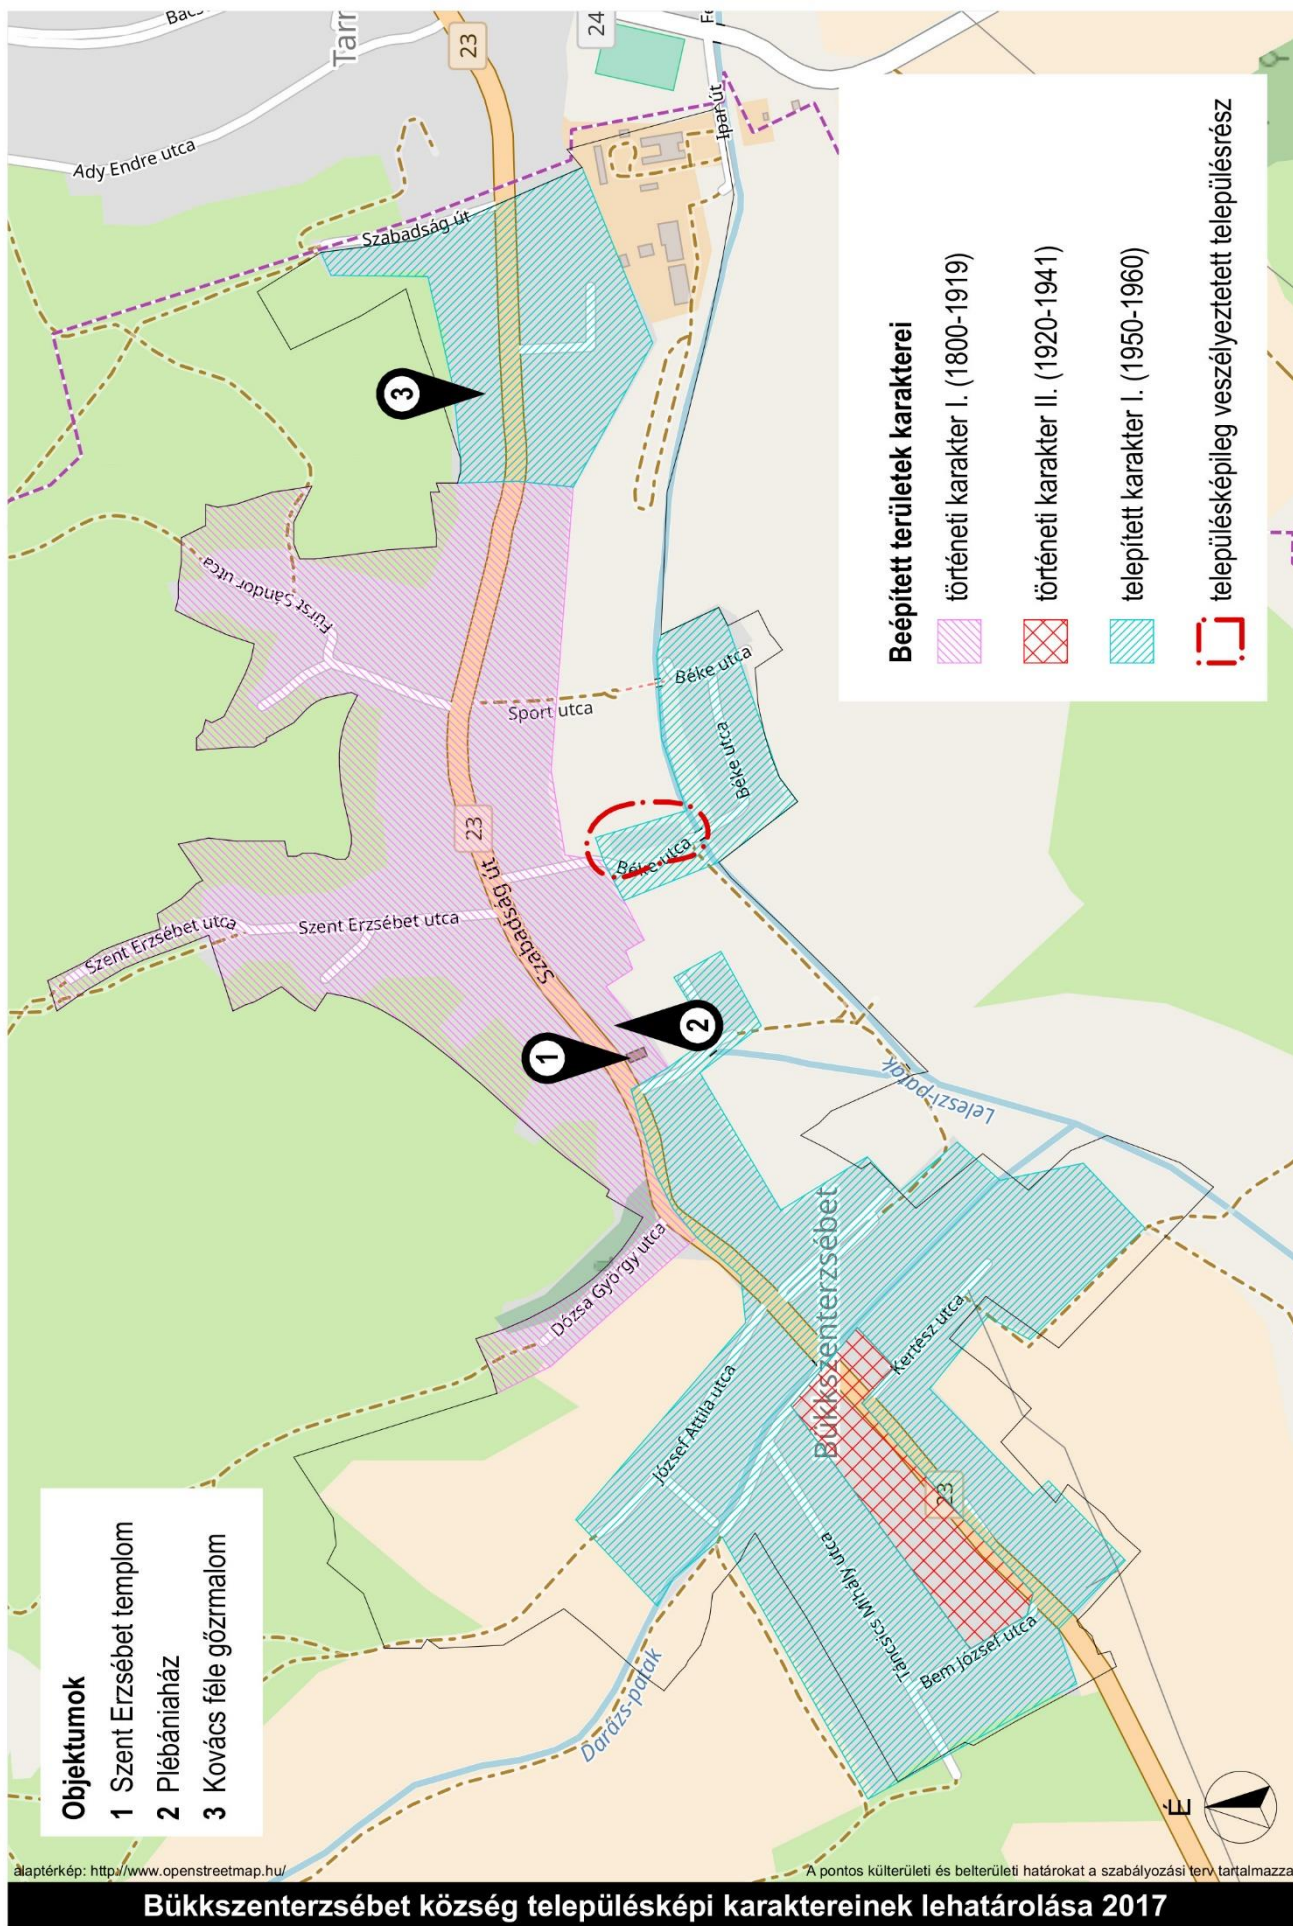 Objektumok
1 Szent Erzsébet templom
2 Plébániaház
3 Kovács féle gőzmalom
Beépített területek karakterei
történeti karakter I. (1800-1919)
történeti karakter II. (1920-1941)
telepített karakter I. (1950-1960)
településképileg veszélyeztetett településrész
Ady Endre utca
Szabadság út
Ipar út
23
24
Fürst Sándor utca
Sport utca
Béke utca
Béke utca
Béke utca
23
Szabadság út
Szent Erzsébet utca
Szent Erzsébet utca
1
2
3
Leleszi-patak
Dózsa György utca
Bükkszenterzsébet
József Attila utca
Kertész utca
23
Táncsics Mihály utca
Bem József utca
Darázs-patak
É
alaptérkép: http://www.openstreetmap.hu/
A pontos külterületi és belterületi határokat a szabályozási terv tartalmazza
Bükkszenterzsébet község településképi karaktereinek lehatárolása 2017